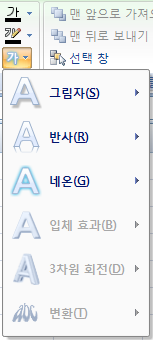 가
맨 앞으로 가져오
가
맨 뒤로 보내기
가
선택 창
그림자(S)
반사(R)
네온(G)
입체 효과(B)
3차원 회전(D)
변환(T)